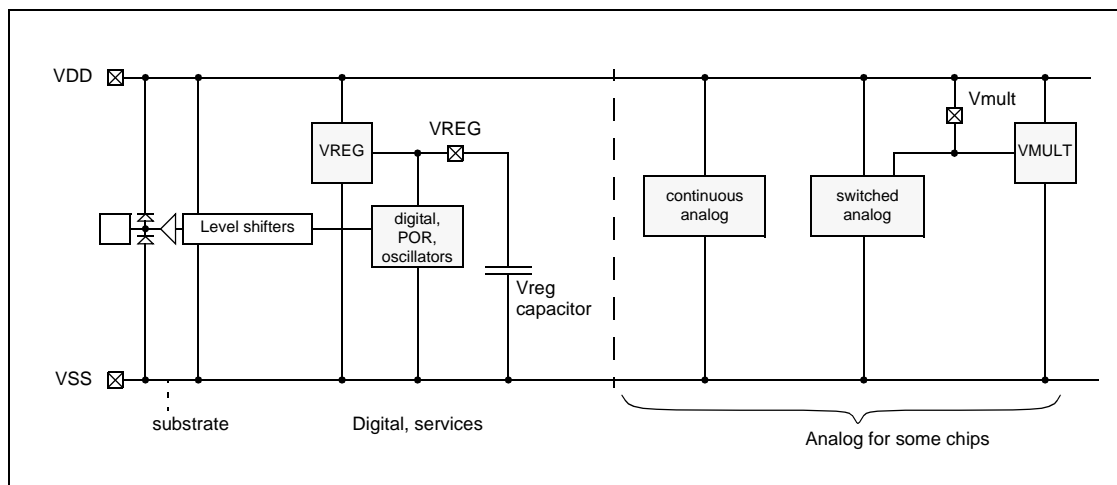 VDD
Vmult
VREG
VREG
VMULT
continuous
analog
switched
analog
Level shifters
digital,
POR,
oscillators
Vreg
capacitor
VSS
substrate
Digital, services
Analog for some chips